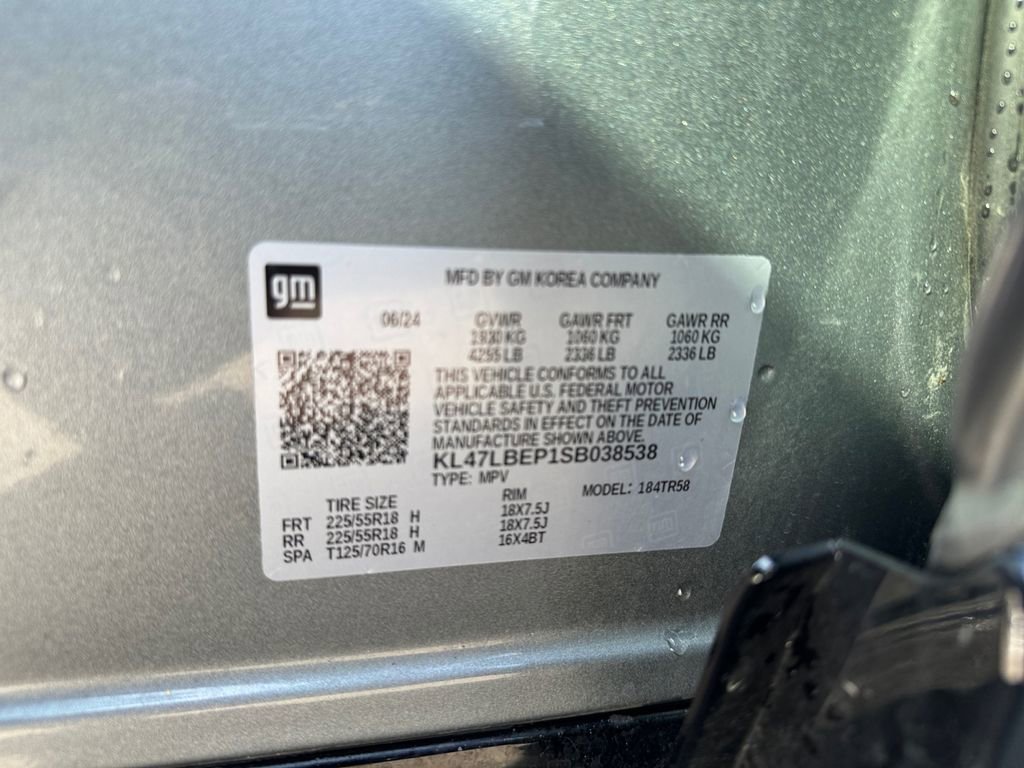 gm
MFD BY GM KOREA COMPANY
06/24 GVWR GAWR FRT GAWR RR
1930 KG 1060 KG 1060 KG
4255 LB 2336 LB 2336 LB
THIS VEHICLE CONFORMS TO ALL
APPLICABLE U.S. FEDERAL MOTOR
VEHICLE SAFETY AND THEFT PREVENTION
STANDARDS IN EFFECT ON THE DATE OF
MANUFACTURE SHOWN ABOVE.
KL47LBEP1SB038538
TYPE: MPV MODEL: 184TR58
TIRE SIZE RIM
FRT 225/55R18 H 18X7.5J
RR 225/55R18 H 18X7.5J
SPA T125/70R16 M 16X4BT